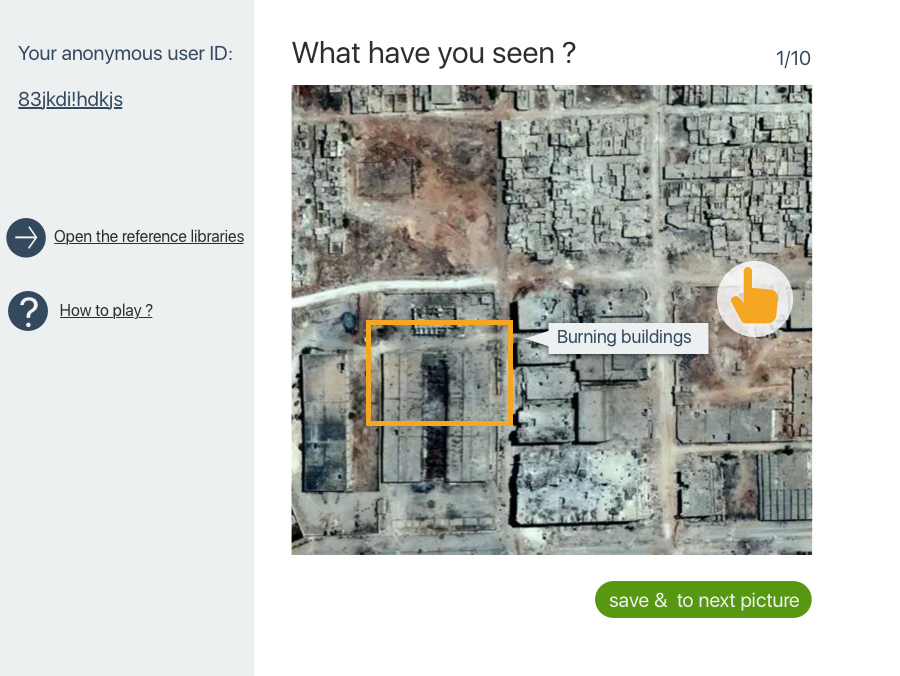 Your anonymous user ID:
83jkdi!hdkjs
Open the reference libraries
How to play ?
What have you seen ?
1/10
Burning buildings
save &  to next picture